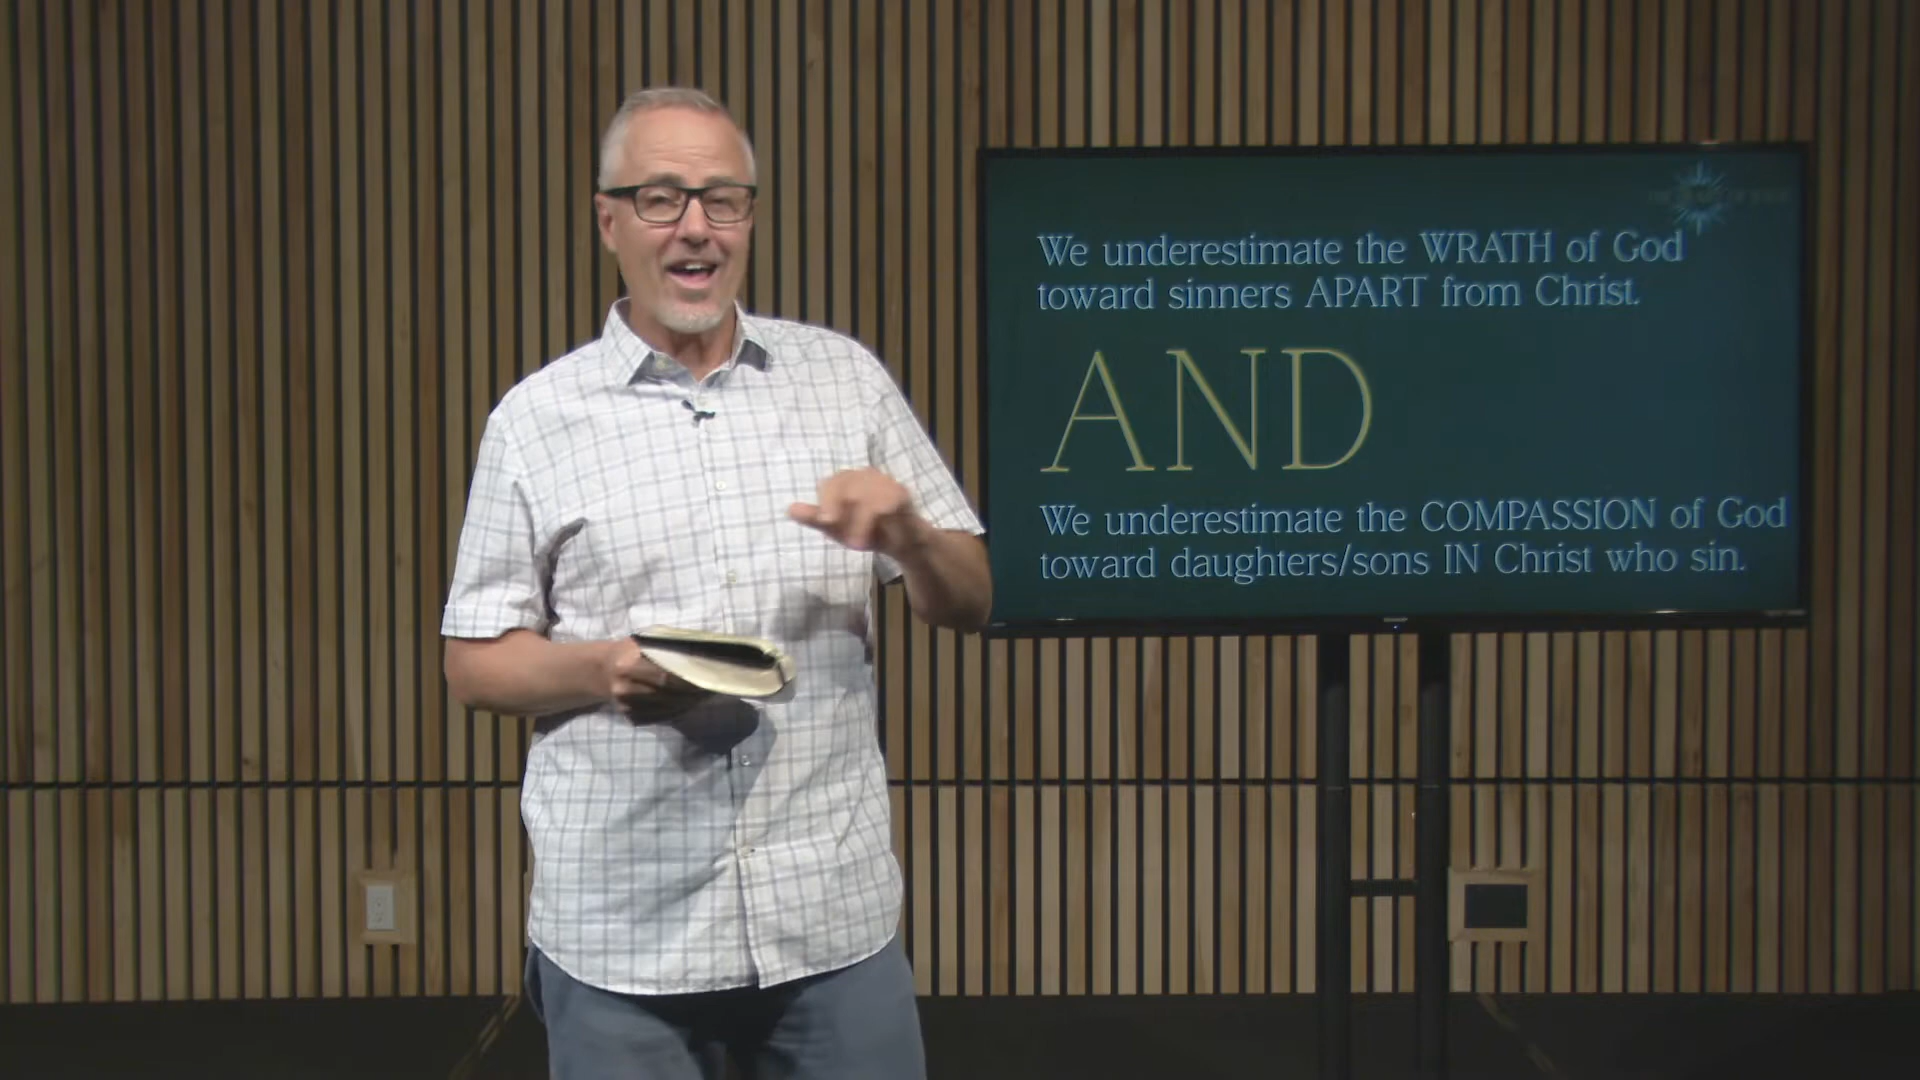 We underestimate the WRATH of God
toward sinners APART from Christ.
AND
We underestimate the COMPASSION of God
toward daughters/sons IN Christ who sin.